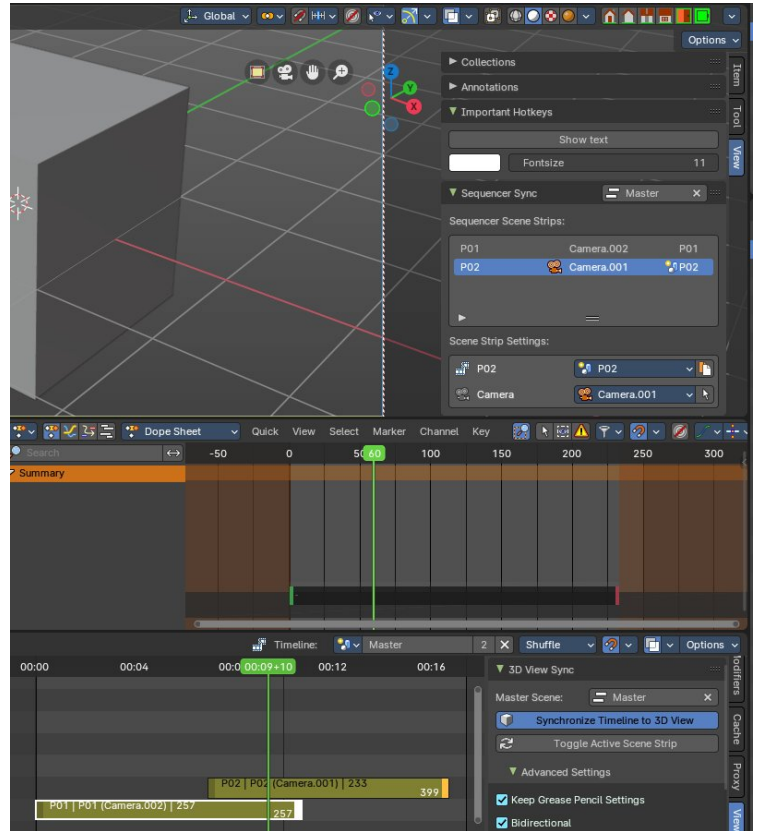 Global
Options
Z
Y
X
Collections
Item
Annotations
Important Hotkeys
Tool
Show text
View
Fontsize 11
Sequencer Sync Master
Sequencer Scene Strips:
P01 Camera.002 P01
P02 Camera.001 P02
Scene Strip Settings:
P02 P02
Camera Camera.001
Dope Sheet Quick View Select Marker Channel Key
Search -50 0 50 60 100 150 200 250 300
Summary
Timeline: Master 2 Shuffle Options
00:00 00:04 00:0 00:09+10 00:12 00:16
3D View Sync
odifiers
Master Scene: Master
Synchronize Timeline to 3D View
Cache
Toggle Active Scene Strip
Advanced Settings
Proxy
P02 | P02 (Camera.001) | 233
399
Keep Grease Pencil Settings
P01 | P01 (Camera.002) | 257
257
View
Bidirectional